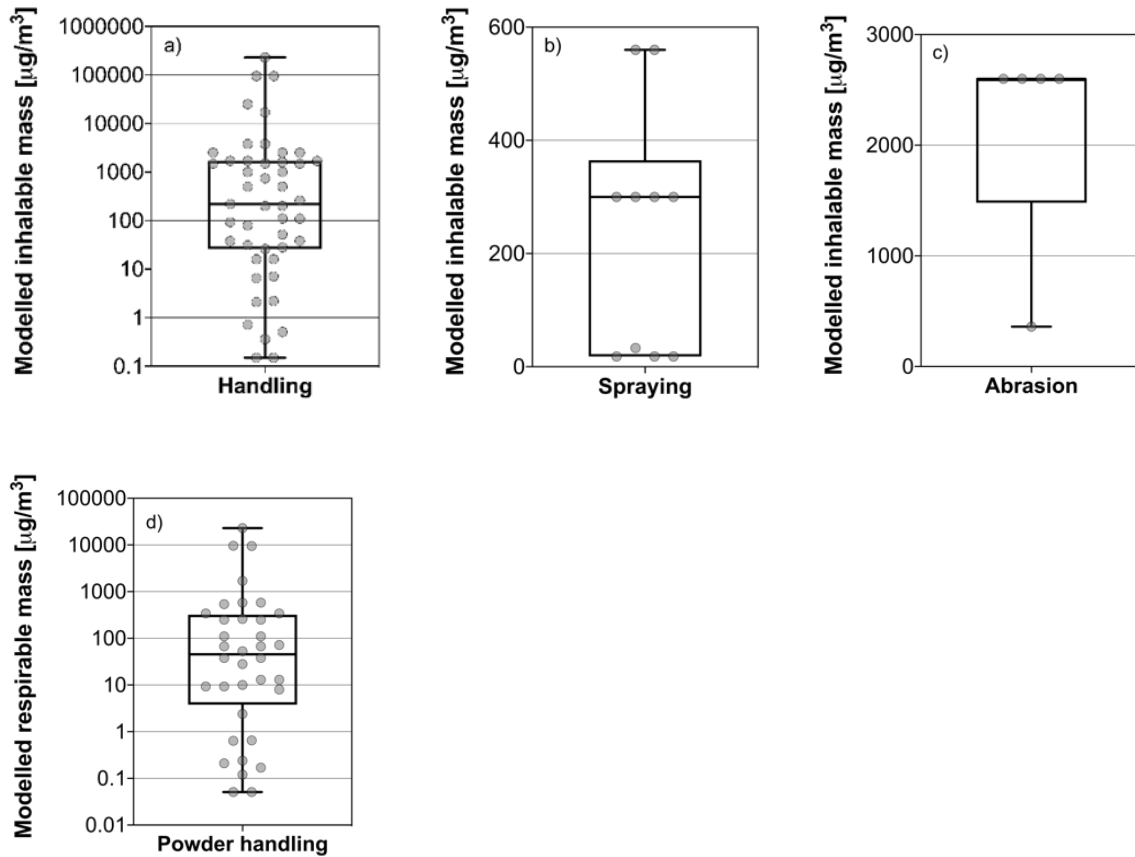 Modelled inhalable mass [µg/m³]
1000000
100000
10000
1000
100
10
1
0.1
a)
Handling
Modelled inhalable mass [µg/m³]
600
400
200
0
b)
Spraying
Modelled inhalable mass [µg/m³]
3000
2000
1000
0
c)
Abrasion
Modelled respirable mass [µg/m³]
100000
10000
1000
100
10
1
0.1
0.01
d)
Powder handling